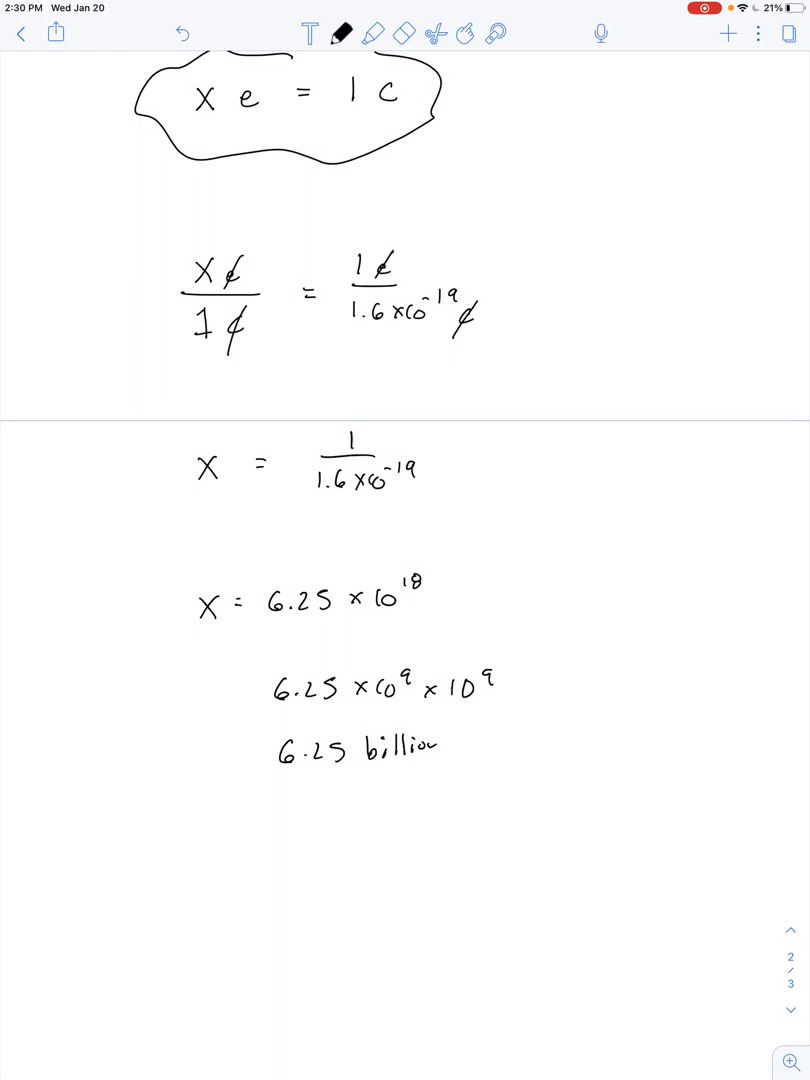 2:30 PM Wed Jan 20
21%
T
x e = 1 c
x e / 1 e = 1 c / 1.6 x 10^-19 c
x = 1 / 1.6 x 10^-19
x = 6.25 x 10^18
6.25 x 10^9 x 10^9
6.25 billion
2
/
3